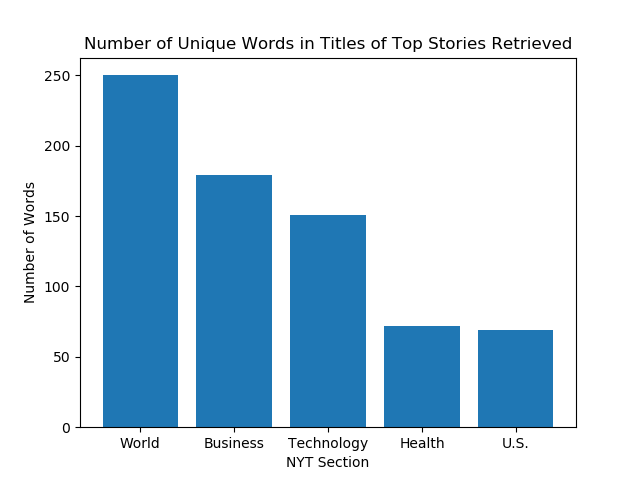 Number of Unique Words in Titles of Top Stories Retrieved
250
200
150
100
50
0
Number of Words
World Business Technology Health U.S.
NYT Section